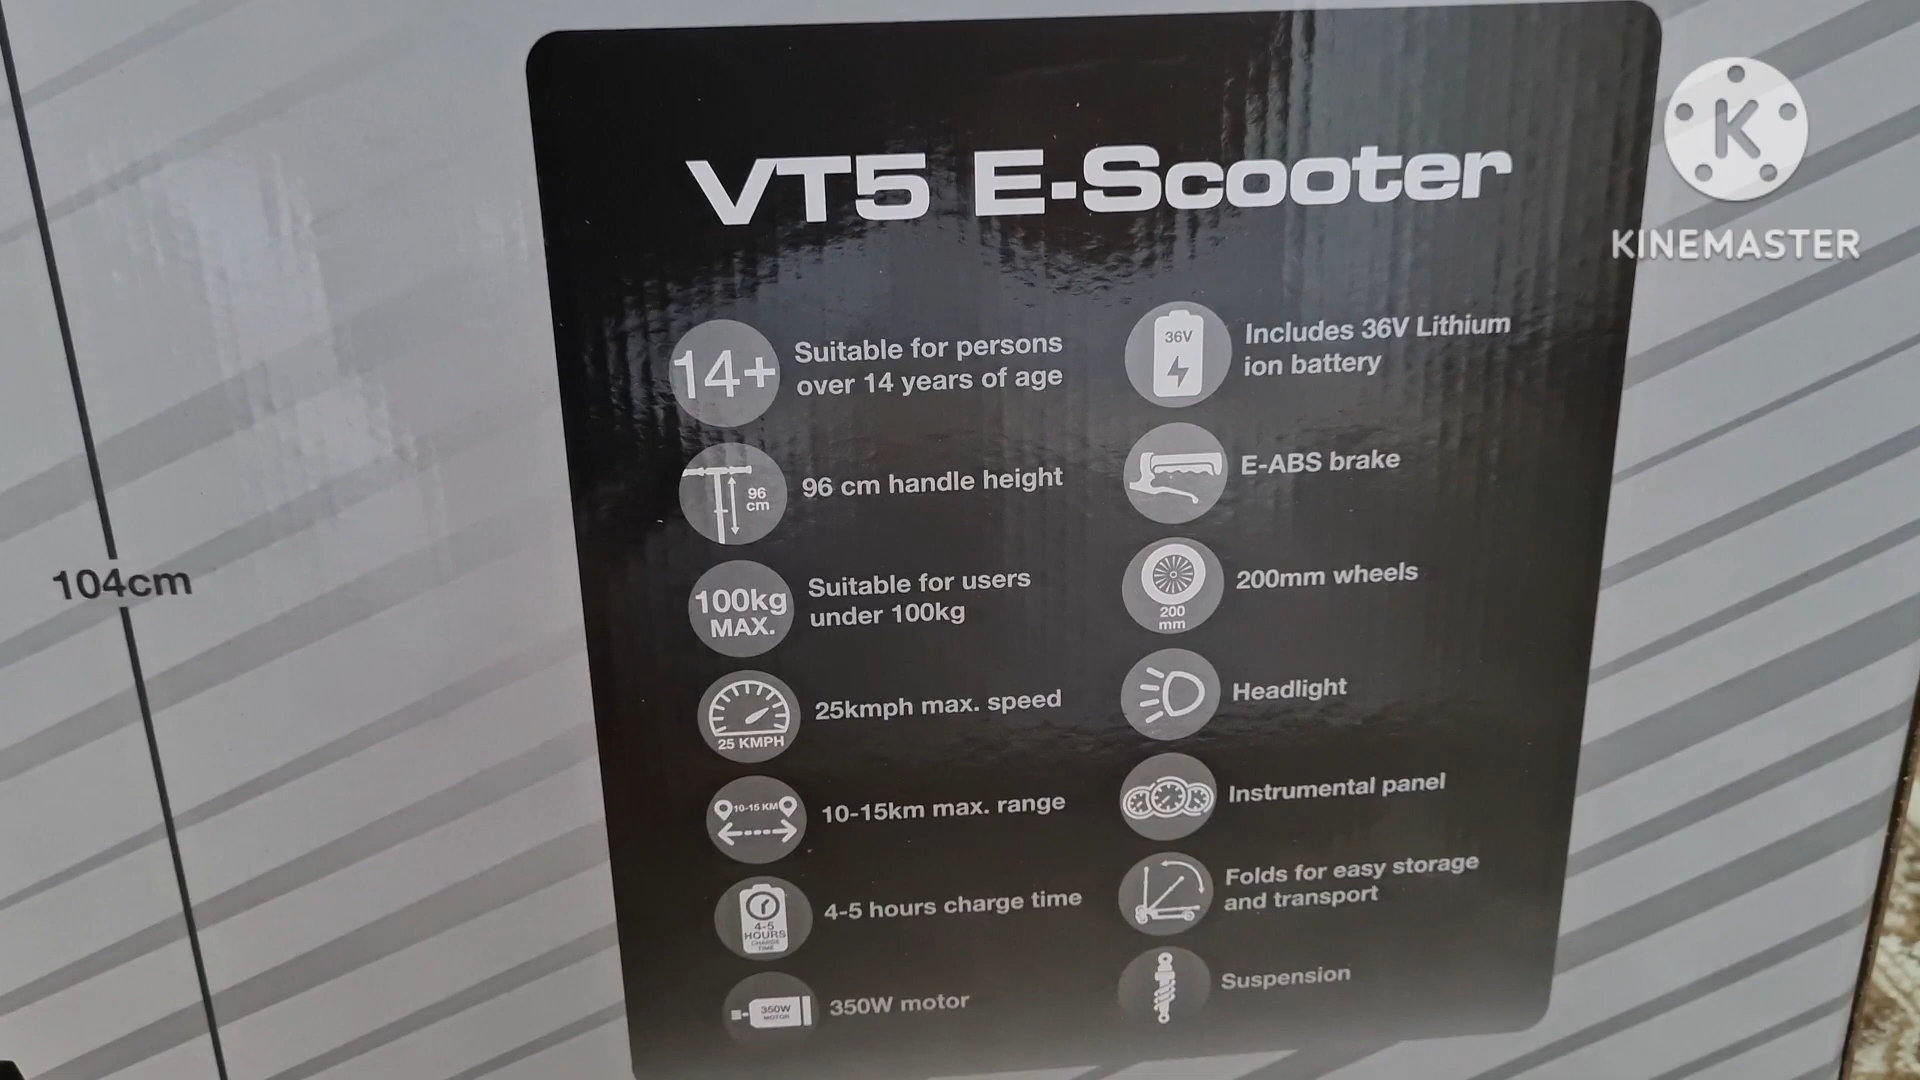 VT5 E-Scooter
KINEMASTER
K
14+
Suitable for persons
over 14 years of age
96
cm
96 cm handle height
100kg
MAX.
Suitable for users
under 100kg
25 KMPH
25kmph max. speed
10-15 KM
10-15km max. range
4-5
HOURS
CHARGE
TIME
4-5 hours charge time
350W
MOTOR
350W motor
36V
Includes 36V Lithium
ion battery
E-ABS brake
200
mm
200mm wheels
Headlight
Instrumental panel
Folds for easy storage
and transport
Suspension
104cm